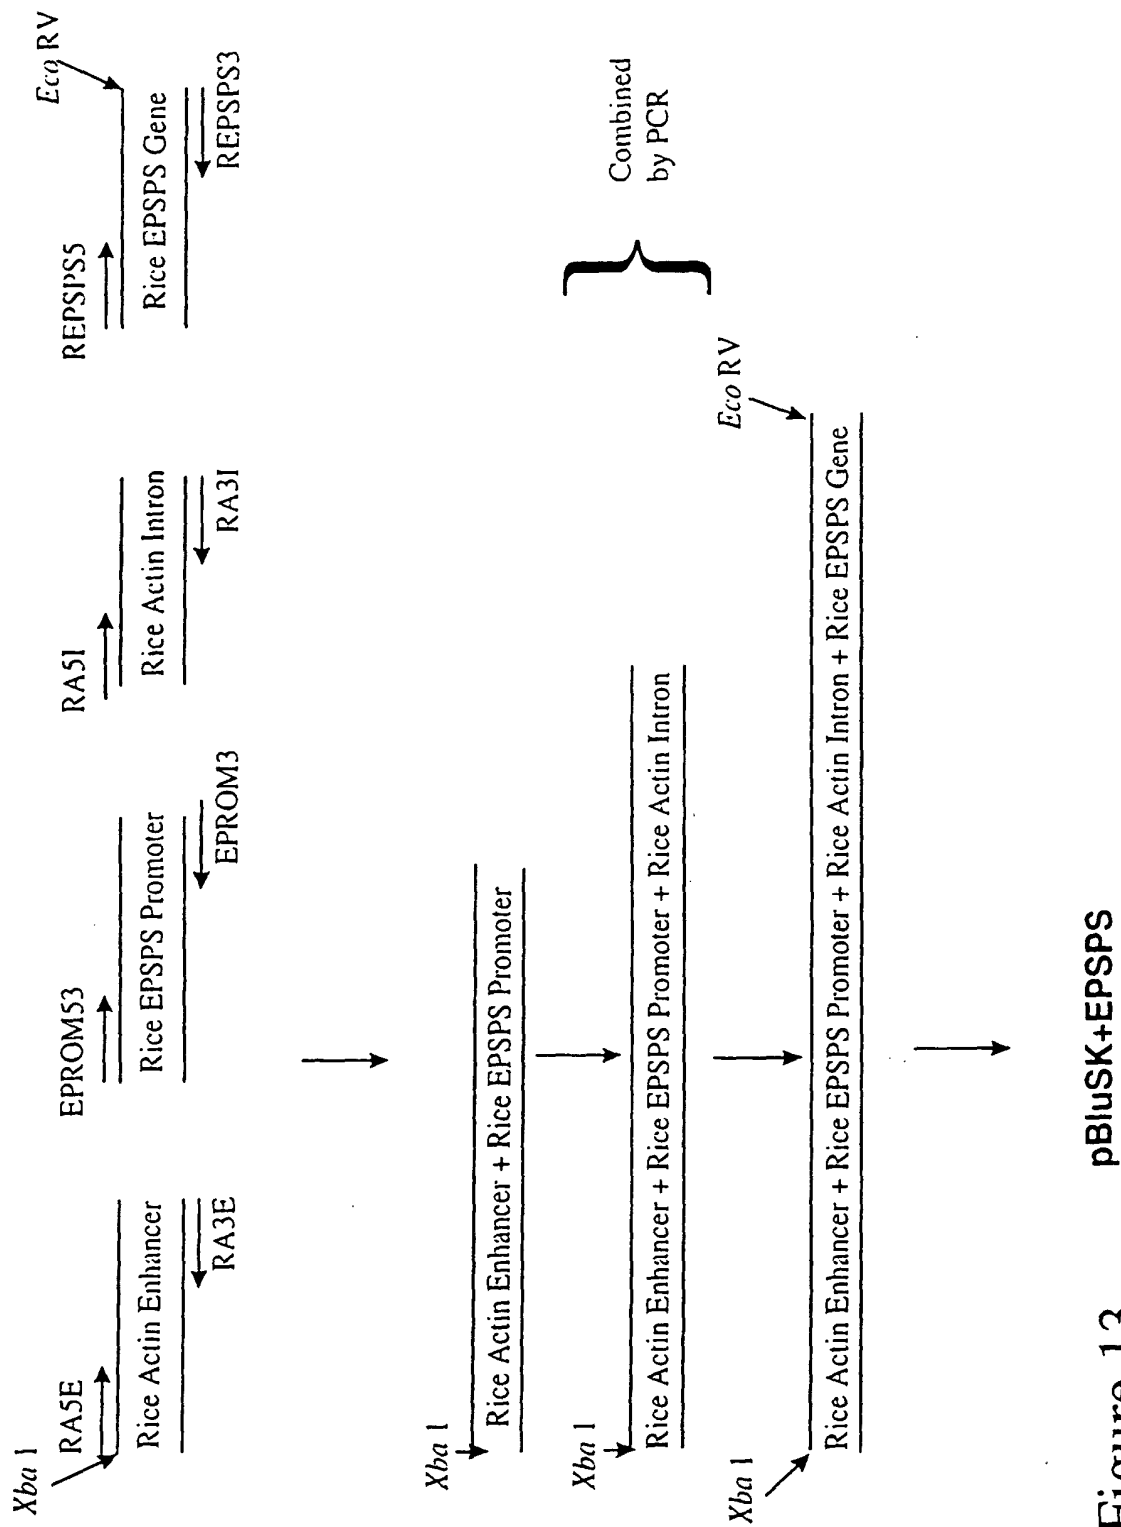 Xba I
RA5E
Rice Actin Enhancer
RA3E
EPROM53
Rice EPSPS Promoter
EPROM3
RA5I
Rice Actin Intron
RA3I
REPSPS5
Eco RV
Rice EPSPS Gene
REPSPS3
Xba I
Rice Actin Enhancer + Rice EPSPS Promoter
Xba I
Rice Actin Enhancer + Rice EPSPS Promoter + Rice Actin Intron
Combined
by PCR
Xba I
Eco RV
Rice Actin Enhancer + Rice EPSPS Promoter + Rice Actin Intron + Rice EPSPS Gene
pBluSK+EPSPS
Figure 13